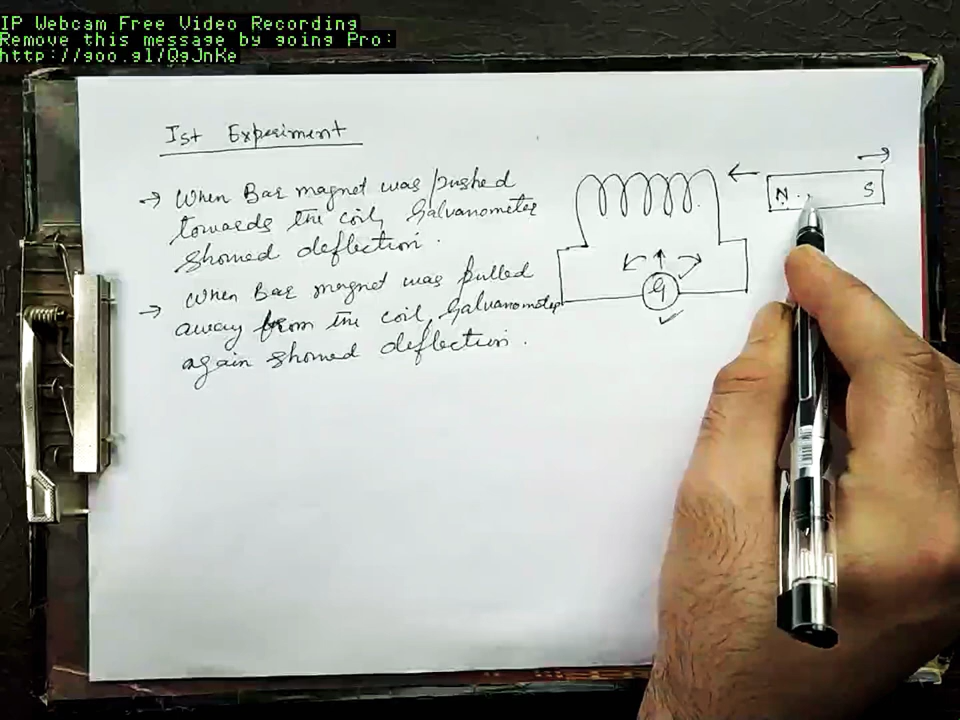 IP Webcam Free Video Recording
Remove this message by going Pro:
http://goo.gl/Q9JnKe
Ist Experiment
→ When Bar magnet was pushed
towards the coil, Galvanometer
showed deflection.
→ When Bar magnet was pulled
away from the coil, Galvanometer
again showed deflection.
N S
G